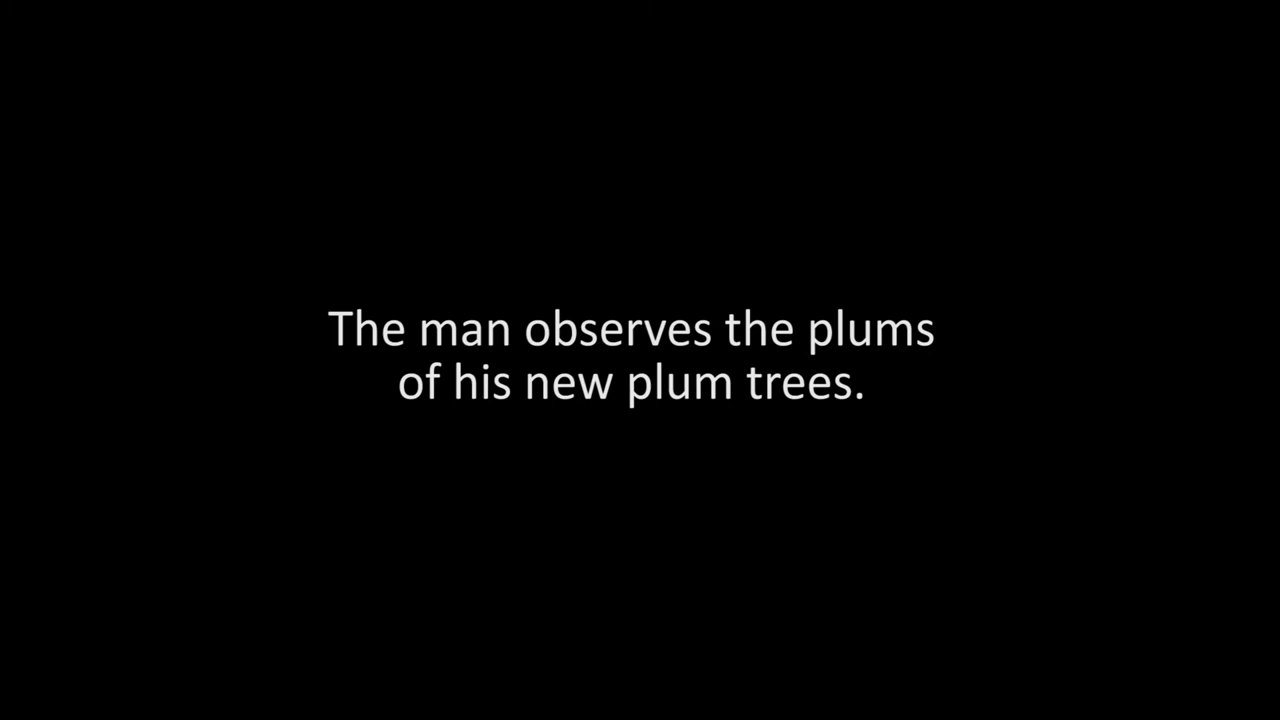 The man observes the plums
of his new plum trees.